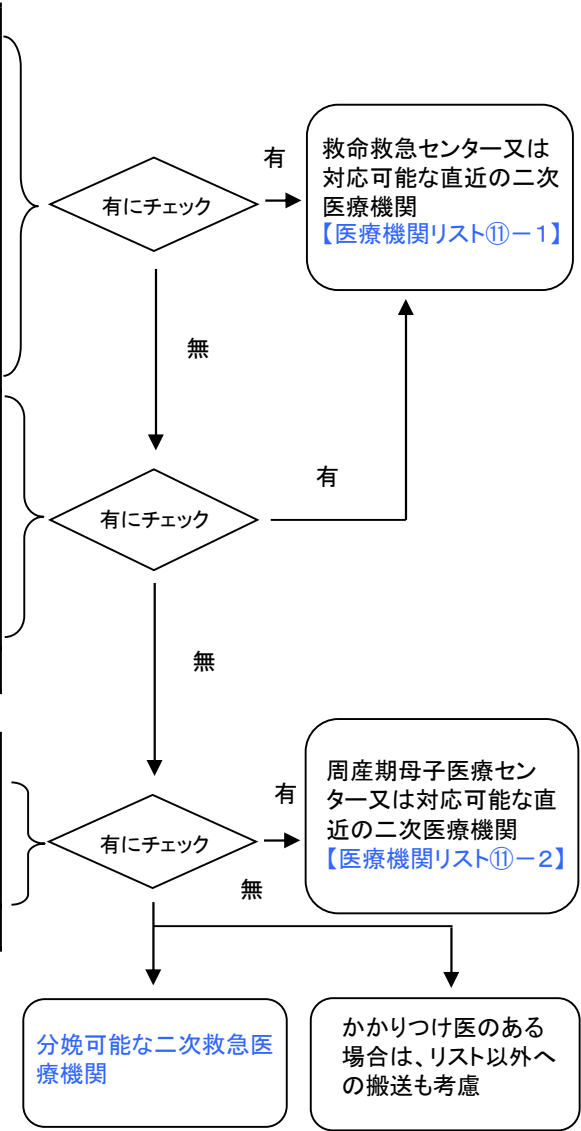 有
救命救急センター又は
対応可能な直近の二次
医療機関
【医療機関リスト⑪－１】
有にチェック
無
有
有にチェック
無
周産期母子医療セン
ター又は対応可能な直
近の二次医療機関
【医療機関リスト⑪－２】
有
有にチェック
無
分娩可能な二次救急医
療機関
かかりつけ医のある
場合は、リスト以外へ
の搬送も考慮